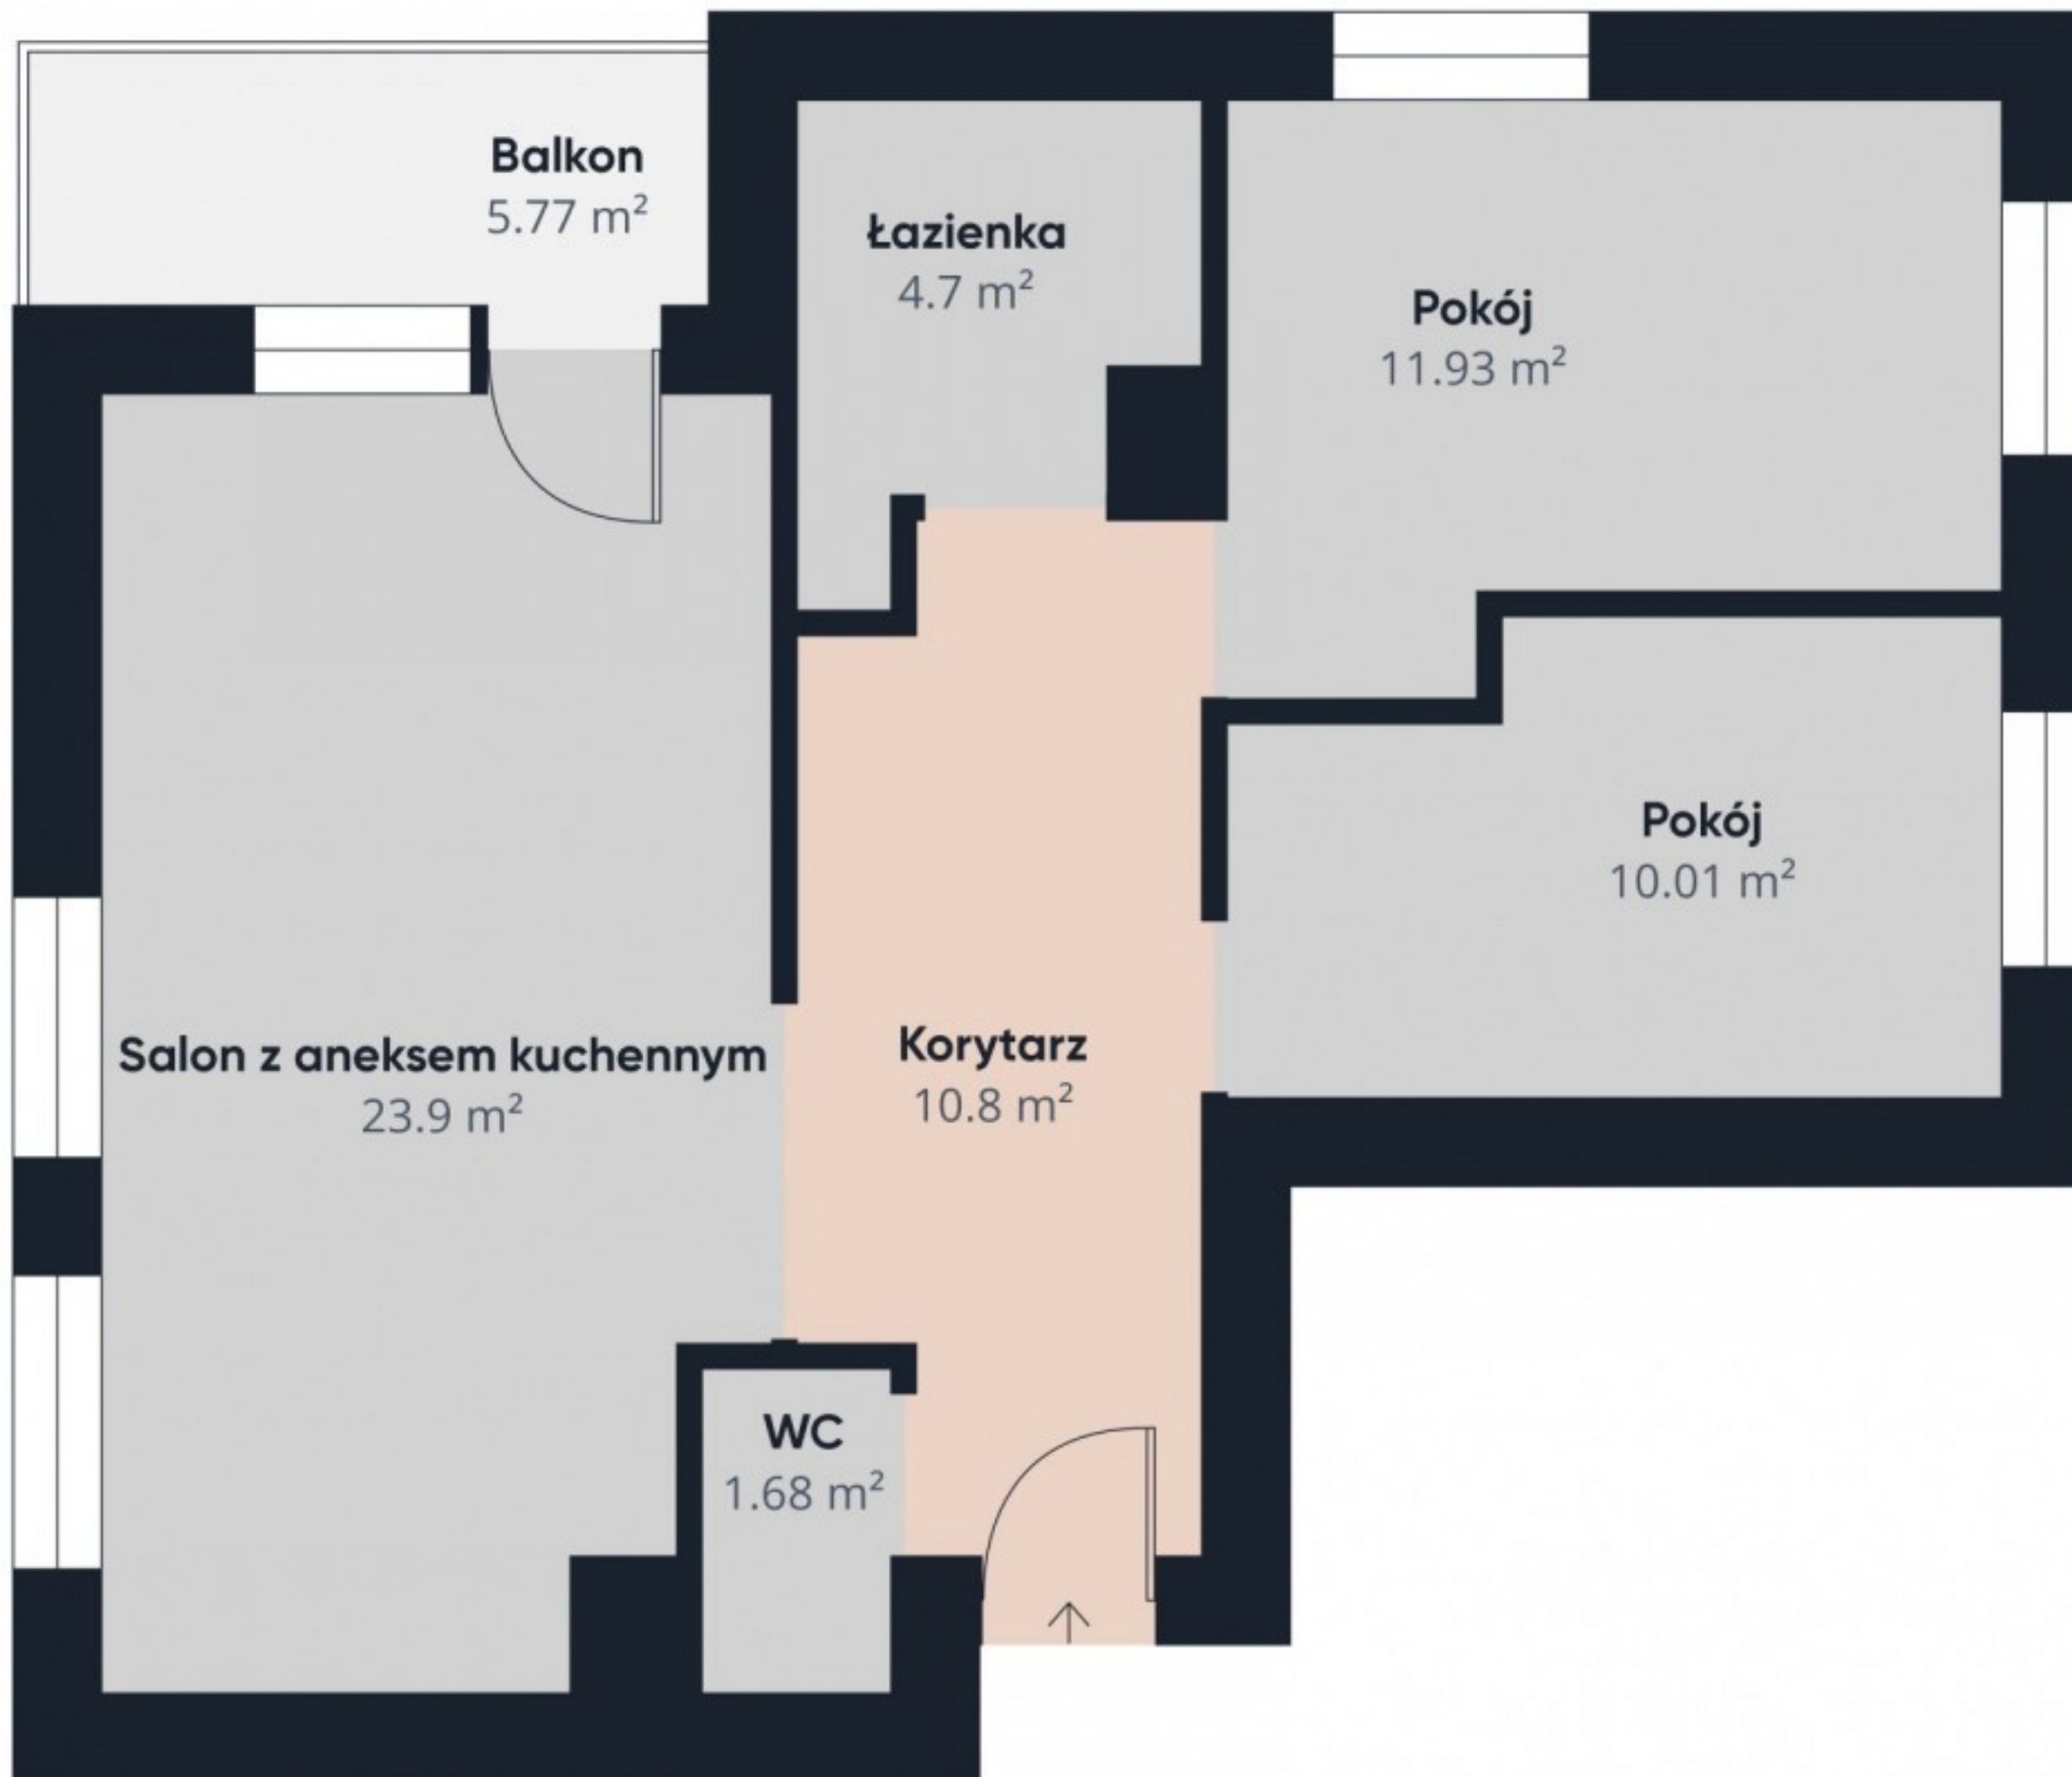 Balkon
5.77 m²
Łazienka
4.7 m²
Pokój
11.93 m²
Pokój
10.01 m²
Salon z aneksem kuchennym
23.9 m²
Korytarz
10.8 m²
WC
1.68 m²